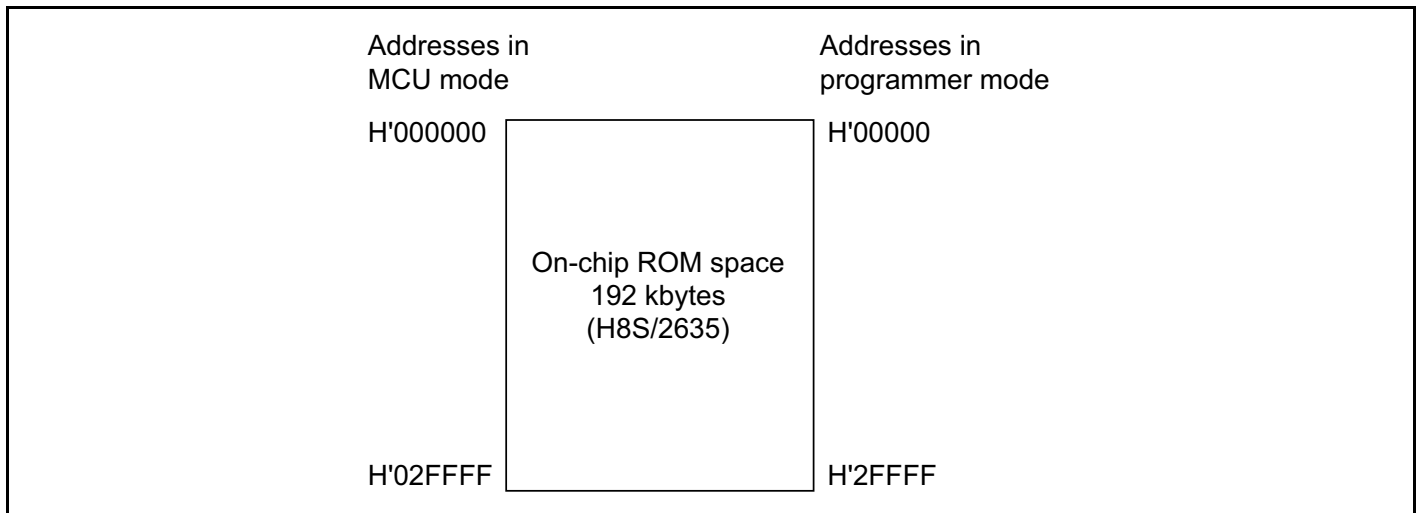 Addresses in
MCU mode
Addresses in
programmer mode
H'000000
H'00000
On-chip ROM space
192 kbytes
(H8S/2635)
H'02FFFF
H'2FFFF